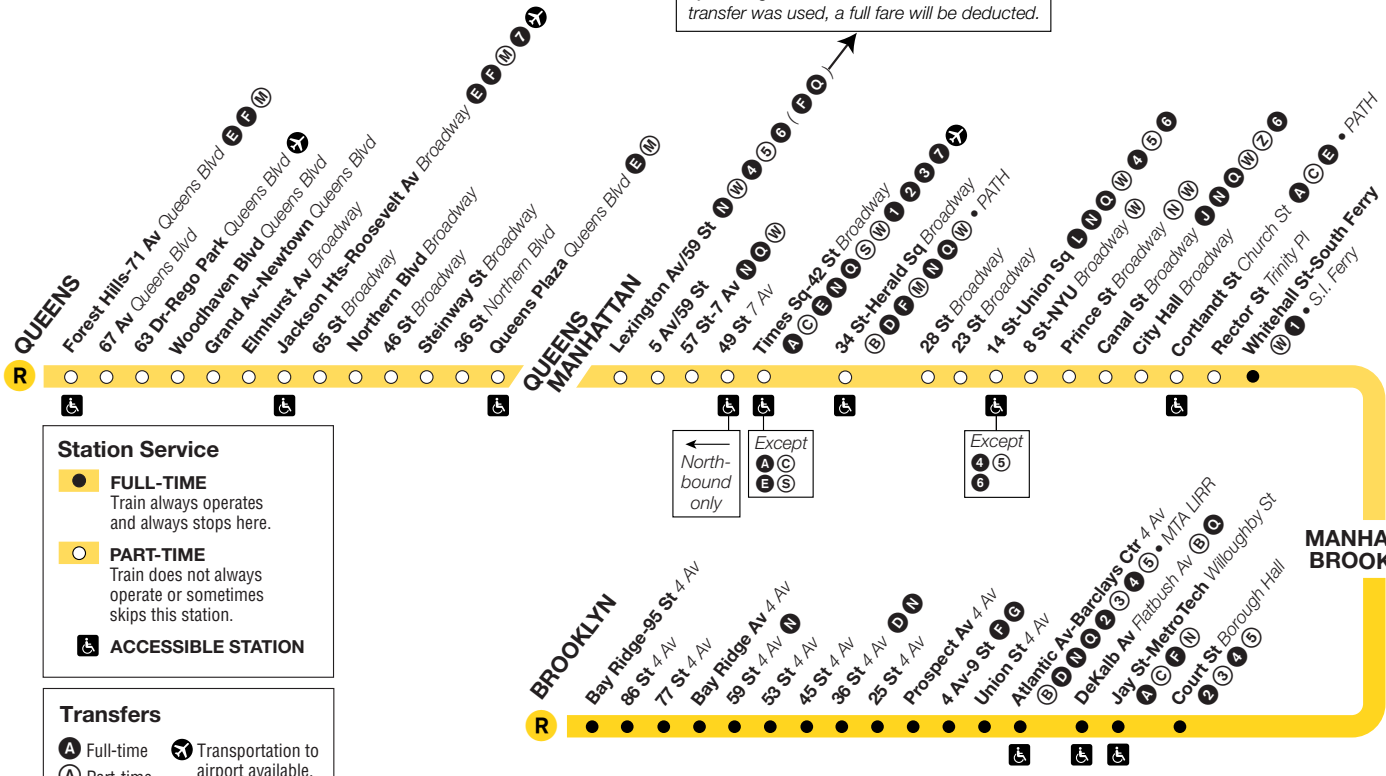 transfer was used, a full fare will be deducted.
QUEENS
R
Forest Hills-71 Av Queens Blvd E F M
67 Av Queens Blvd
63 Dr-Rego Park Queens Blvd
Woodhaven Blvd Queens Blvd
Grand Av-Newtown Queens Blvd
Elmhurst Av Broadway
Jackson Hts-Roosevelt Av Broadway E F M 7
65 St Broadway
Northern Blvd Broadway
46 St Broadway
Steinway St Broadway
36 St Northern Blvd
Queens Plaza Queens Blvd E M
QUEENS
MANHATTAN
Lexington Av/59 St N W 4 5 6 ( F Q )
5 Av/59 St
57 St-7 Av N Q W
49 St 7 Av
Times Sq-42 St Broadway
A C E N Q S W 1 2 3 7
34 St-Herald Sq Broadway
B D F M N Q W • PATH
28 St Broadway
23 St Broadway
14 St-Union Sq L N Q W 4 5 6
8 St-NYU Broadway W
Prince St Broadway N W
Canal St Broadway J N Q W Z 6
City Hall Broadway
Cortlandt St Church St A C E • PATH
Rector St Trinity Pl
Whitehall St-South Ferry
W 1 • S.I. Ferry
North-
bound
only
Except
A C
E S
Except
4 5
6
Station Service
FULL-TIME
Train always operates
and always stops here.
PART-TIME
Train does not always
operate or sometimes
skips this station.
ACCESSIBLE STATION
Transfers
A Full-time
A Part-time
Transportation to
airport available.
MANHA
BROOK
BROOKLYN
R
Bay Ridge-95 St 4 Av
86 St 4 Av
77 St 4 Av
Bay Ridge Av 4 Av
59 St 4 Av N
53 St 4 Av
45 St 4 Av
36 St 4 Av D N
25 St 4 Av
Prospect Av 4 Av
4 Av-9 St F G
Union St 4 Av
Atlantic Av-Barclays Ctr 4 Av
B D N Q 2 3 4 5 • MTA LIRR
DeKalb Av Flatbush Av B Q
Jay St-MetroTech Willoughby St
A C F N
Court St Borough Hall
2 3 4 5